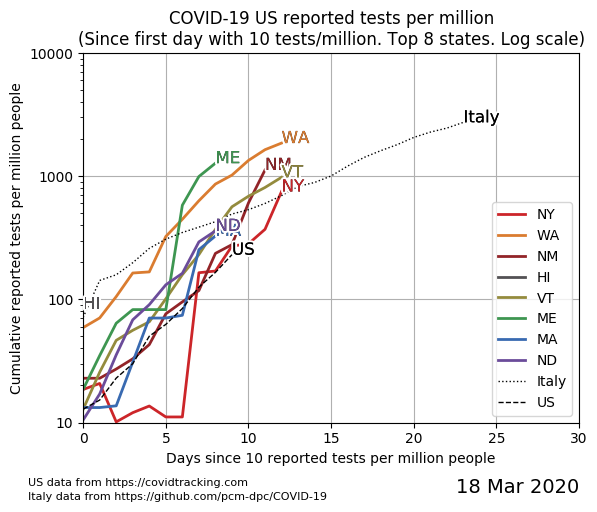 COVID-19 US reported tests per million
(Since first day with 10 tests/million. Top 8 states. Log scale)
Cumulative reported tests per million people
10000
1000
100
10
Italy
WA
ME
NM
VT
NY
ND
US
HI
NY
WA
NM
HI
VT
ME
MA
ND
Italy
US
0
5
10
15
20
25
30
Days since 10 reported tests per million people
US data from https://covidtracking.com
Italy data from https://github.com/pcm-dpc/COVID-19
18 Mar 2020